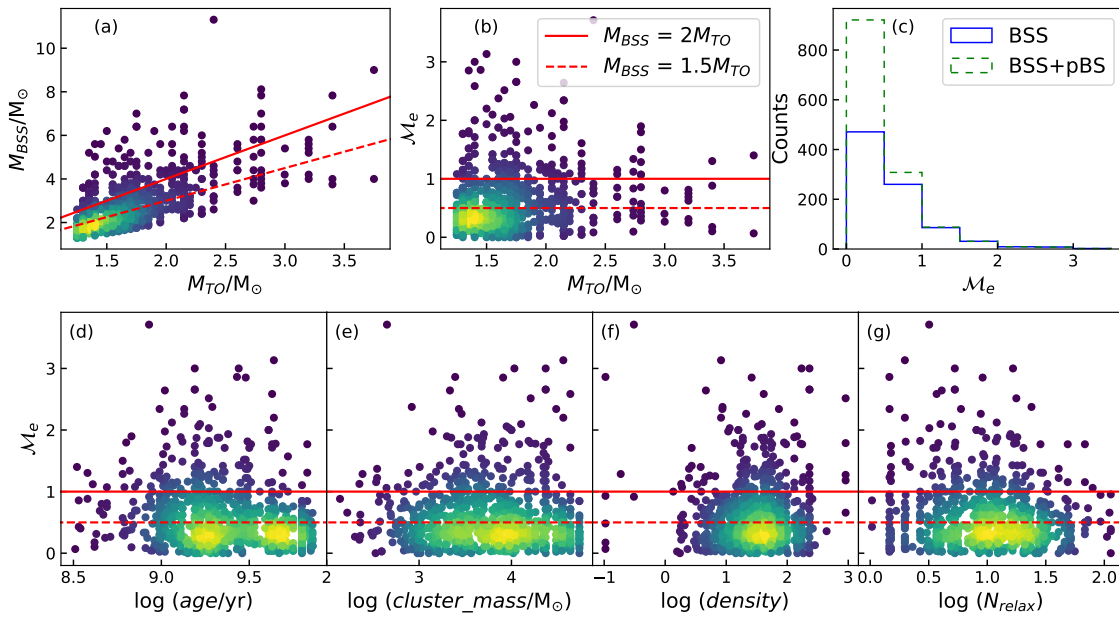 (a)
M_BSS/M_⊙
10
8
6
4
2
1.5 2.0 2.5 3.0 3.5
M_TO/M_⊙
(b)
M_BSS = 2M_TO
M_BSS = 1.5M_TO
ℳ_e
3
2
1
0
1.5 2.0 2.5 3.0 3.5
M_TO/M_⊙
(c)
BSS
BSS+pBS
Counts
800
600
400
200
0
0 1 2 3
ℳ_e
(d)
ℳ_e
3
2
1
0
8.5 9.0 9.5
log (age/yr)
(e)
2 3 4
log (cluster_mass/M_⊙)
(f)
−1 0 1 2 3
log (density)
(g)
0.0 0.5 1.0 1.5 2.0
log (N_relax)